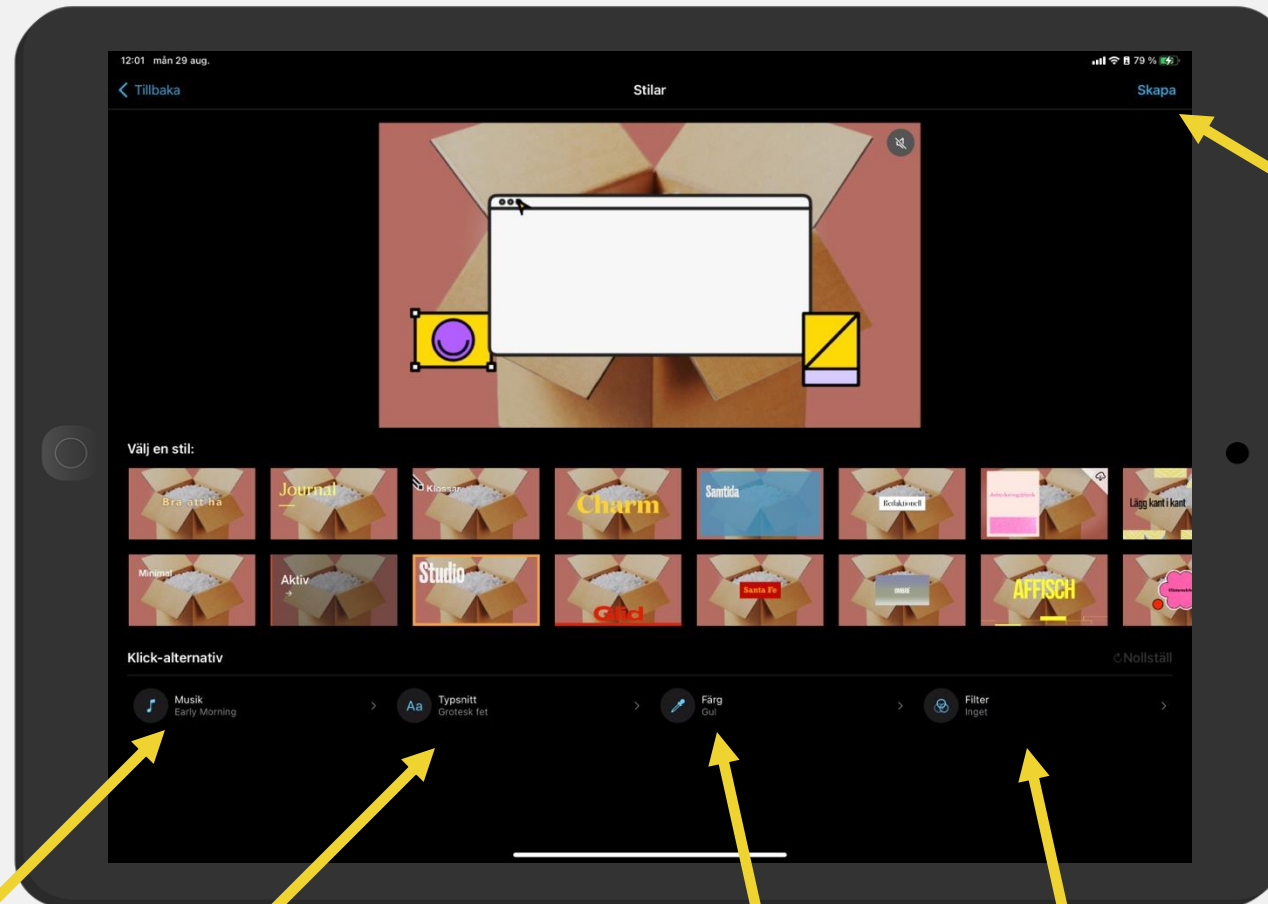 12:01 mån 29 aug.
79 %
Tillbaka
Stilar
Skapa
Välj en stil:
Bra att ha
Journal
Klossar
Charm
Samtida
Redaktionell
Lägg kant i kant
Minimal
Aktiv
Studio
Glid
Santa Fe
AFFISCH
Klick-alternativ
Nollställ
Musik
Early Morning
Aa
Typsnitt
Grotesk fet
Färg
Gul
Filter
Inget